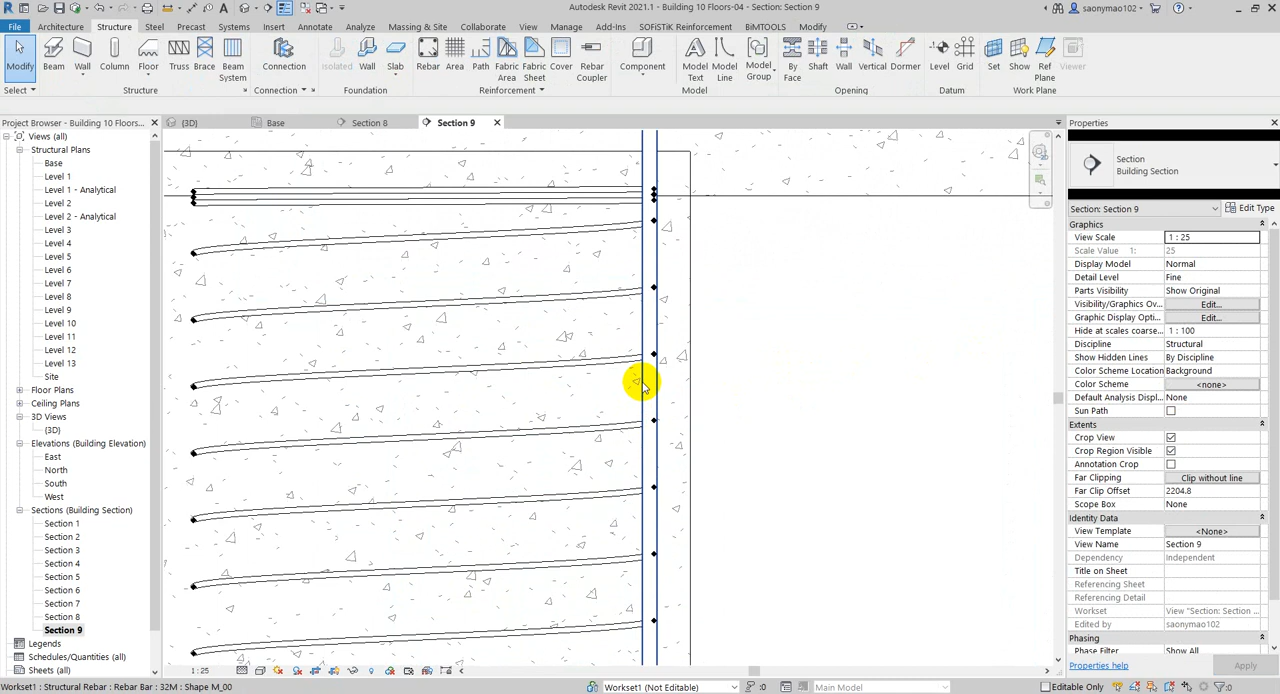 Autodesk Revit 2021.1 - Building 10 Floors-04 - Section: Section 9
saonymao102
File Architecture Structure Steel Precast Systems Insert Annotate Analyze Massing & Site Collaborate View Manage Add-Ins SOFiSTiK Reinforcement BiMTOOLS Modify
Modify Beam Wall Column Floor Truss Brace Beam System Connection Isolated Wall Slab Rebar Area Path Fabric Area Fabric Sheet Cover Rebar Coupler Component Model Text Model Line Model Group By Face Shaft Wall Vertical Dormer Level Grid Set Show Ref Plane Viewer
Select Structure Connection Foundation Reinforcement Model Opening Datum Work Plane
Project Browser - Building 10 Floors...
{3D} Base Section 8 Section 9
Views (all)
Structural Plans
Base
Level 1
Level 1 - Analytical
Level 2
Level 2 - Analytical
Level 3
Level 4
Level 5
Level 6
Level 7
Level 8
Level 9
Level 10
Level 11
Level 12
Level 13
Site
Floor Plans
Ceiling Plans
3D Views
{3D}
Elevations (Building Elevation)
East
North
South
West
Sections (Building Section)
Section 1
Section 2
Section 3
Section 4
Section 5
Section 6
Section 7
Section 8
Section 9
Legends
Schedules/Quantities (all)
Sheets (all)
Properties
Section
Building Section
Section: Section 9 Edit Type
Graphics
View Scale 1 : 25
Scale Value 1: 25
Display Model Normal
Detail Level Fine
Parts Visibility Show Original
Visibility/Graphics Ov... Edit...
Graphic Display Opti... Edit...
Hide at scales coarse... 1 : 100
Discipline Structural
Show Hidden Lines By Discipline
Color Scheme Location Background
Color Scheme <none>
Default Analysis Displ... None
Sun Path
Extents
Crop View
Crop Region Visible
Annotation Crop
Far Clipping Clip without line
Far Clip Offset 2204.8
Scope Box None
Identity Data
View Template <None>
View Name Section 9
Dependency Independent
Title on Sheet
Referencing Sheet
Referencing Detail
Workset View "Section: Section ...
Edited by saonymao102
Phasing
Phase Filter Show All
Properties help Apply
1 : 25
Workset1 : Structural Rebar : Rebar Bar : 32M : Shape M_00 Workset1 (Not Editable) :0 Main Model Editable Only :0